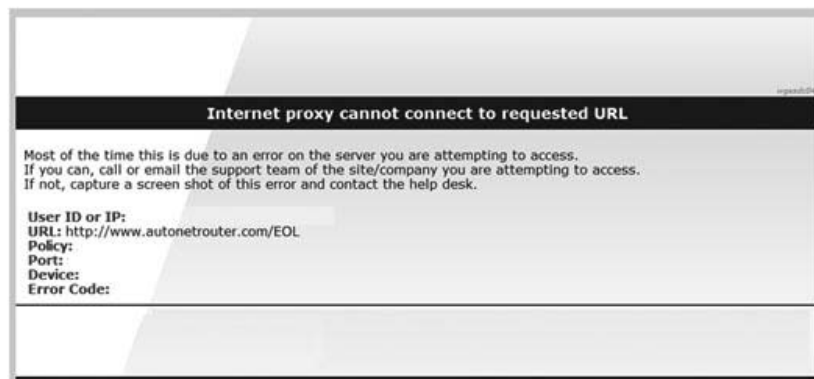 Internet proxy cannot connect to requested URL
Most of the time this is due to an error on the server you are attempting to access.
If you can, call or email the support team of the site/company you are attempting to access.
If not, capture a screen shot of this error and contact the help desk.
User ID or IP:
URL: http://www.autonetrouter.com/EOL
Policy:
Port:
Device:
Error Code: